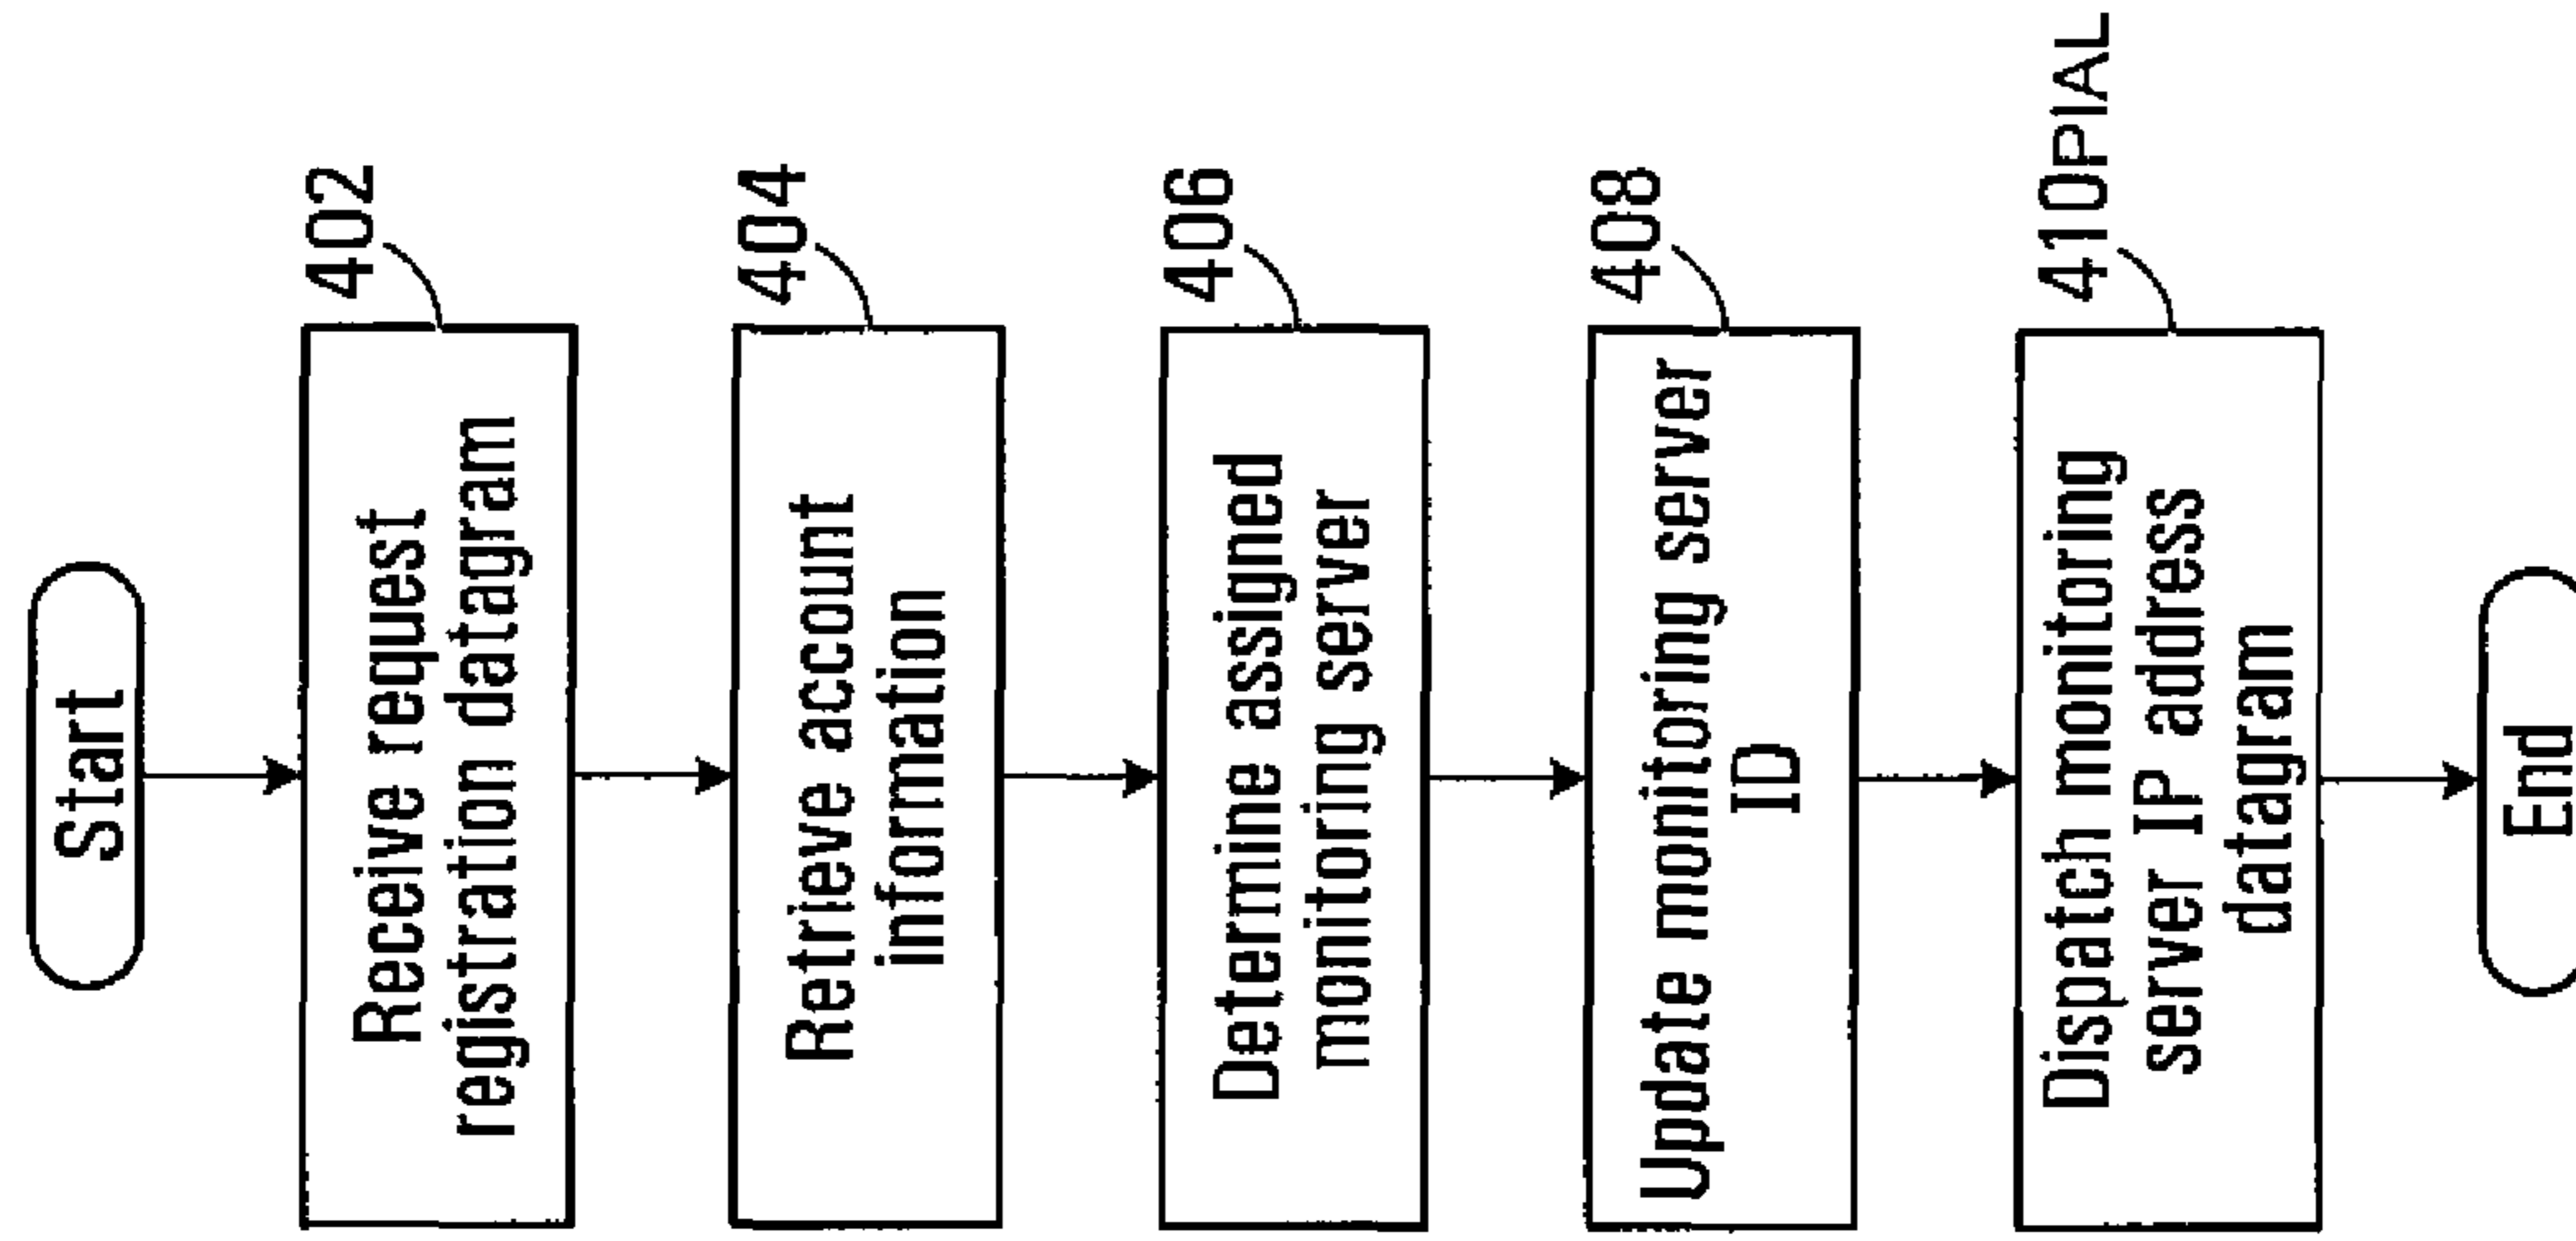 Start
402
Receive request
registration datagram
404
Retrieve account
information
406
Determine assigned
monitoring server
408
Update monitoring server
ID
410PIAL
Dispatch monitoring
server IP address
datagram
End